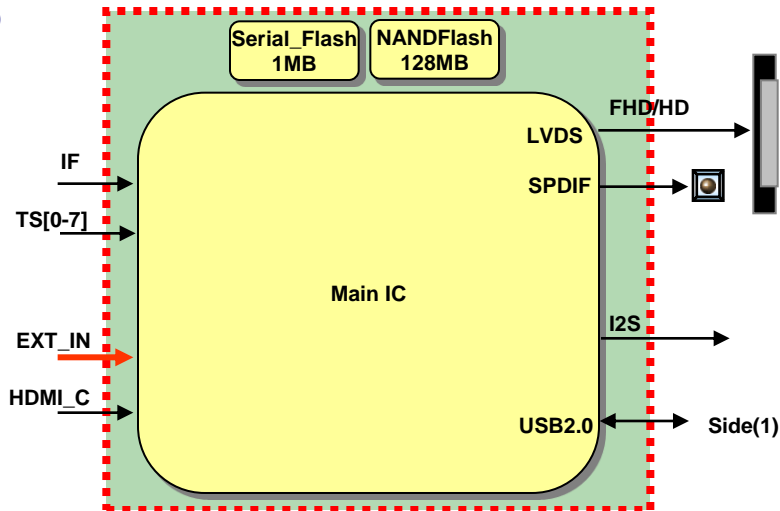 Serial_Flash
1MB
NANDFlash
128MB
FHD/HD
LVDS
IF
SPDIF
TS[0-7]
Main IC
I2S
EXT_IN
HDMI_C
USB2.0
Side(1)